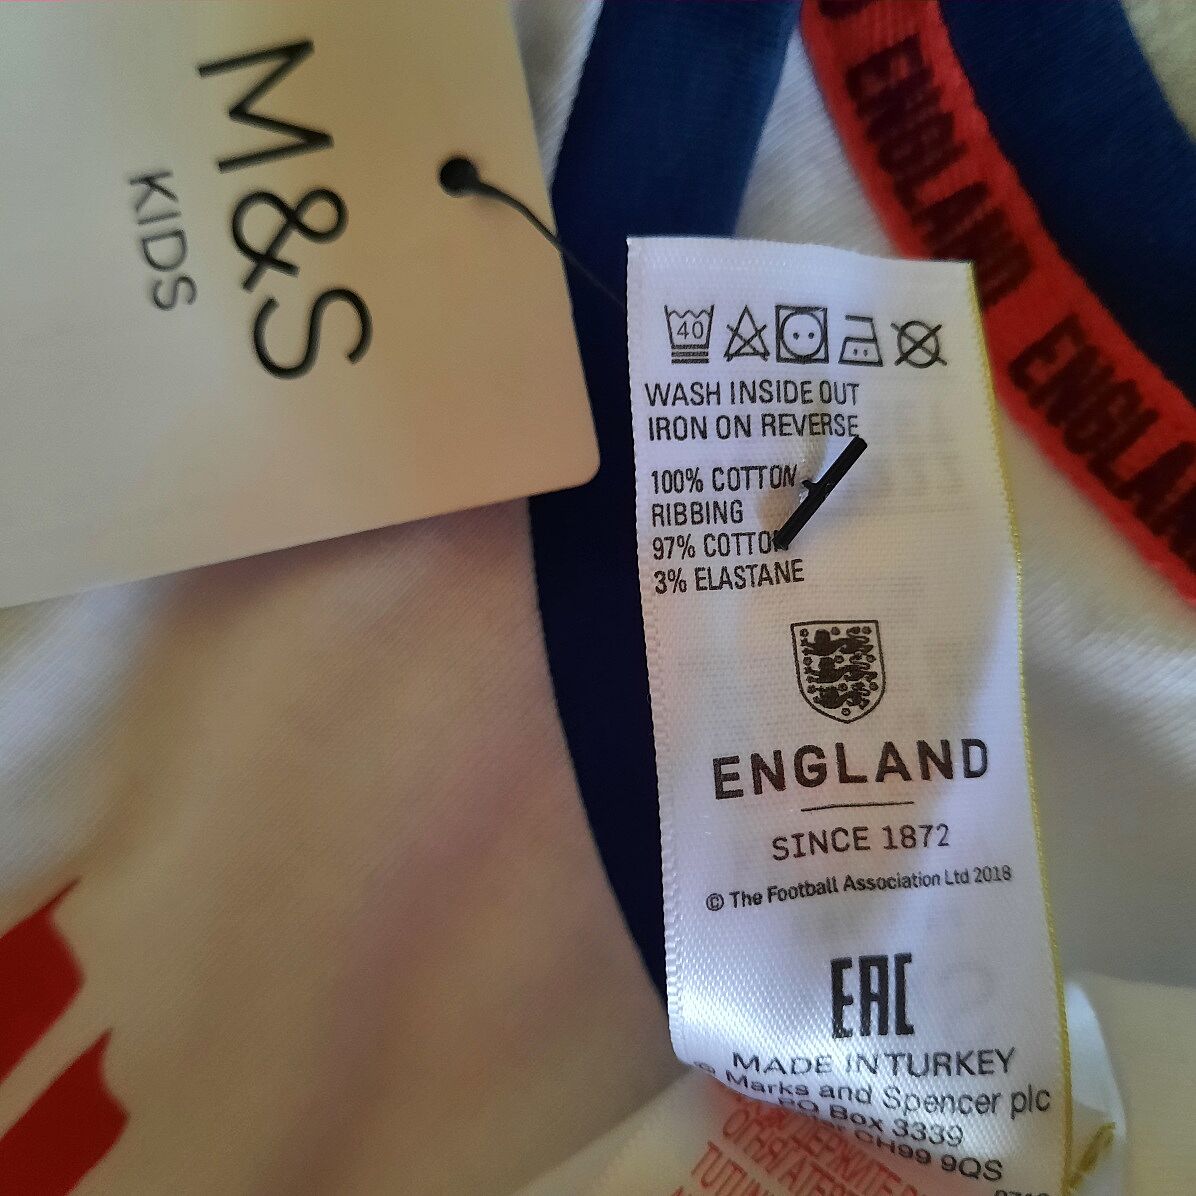 M&S
KIDS
ENGLAND
ENGLAND
40
WASH INSIDE OUT
IRON ON REVERSE
100% COTTON
RIBBING
97% COTTON
3% ELASTANE
ENGLAND
SINCE 1872
© The Football Association Ltd 2018
EAC
MADE IN TURKEY
© Marks and Spencer plc
PO Box 3339
CH99 9QS